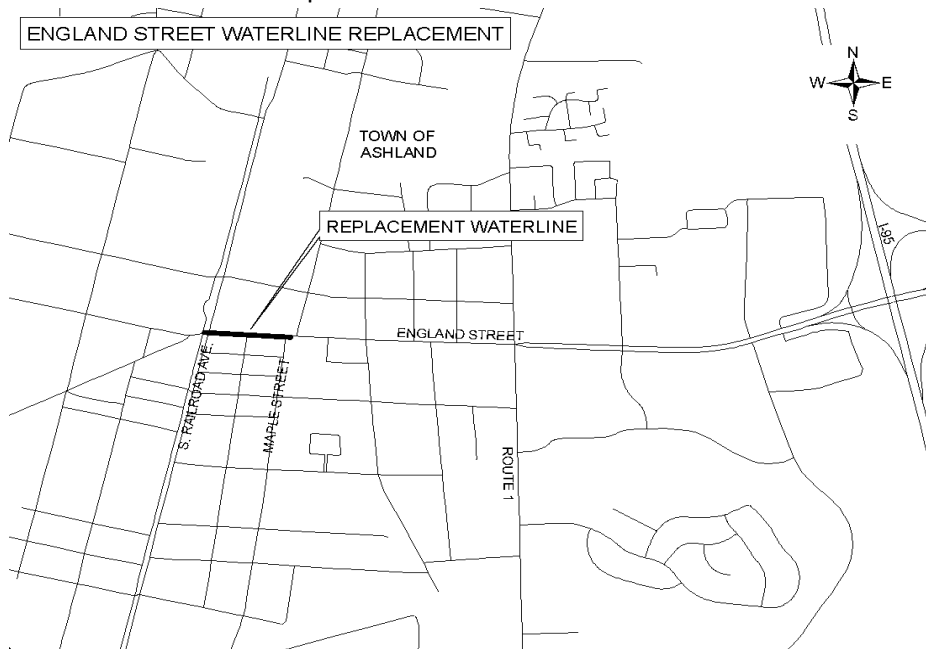 ENGLAND STREET WATERLINE REPLACEMENT
N
W E
S
TOWN OF
ASHLAND
REPLACEMENT WATERLINE
I-95
ENGLAND STREET
S. RAILROAD AVE.
MAPLE STREET
ROUTE 1